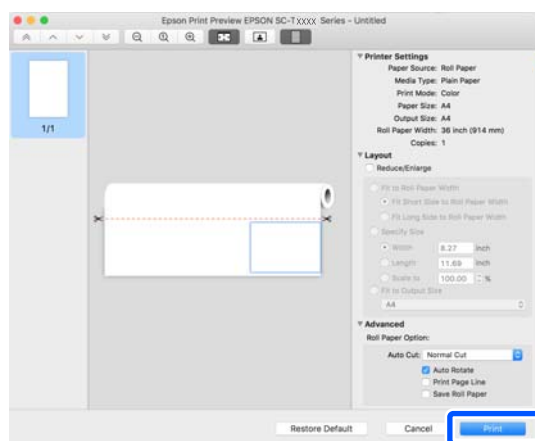 Epson Print Preview EPSON SC-TXXXX Series - Untitled
1/1
Printer Settings
Paper Source: Roll Paper
Media Type: Plain Paper
Print Mode: Color
Paper Size: A4
Output Size: A4
Roll Paper Width: 36 inch (914 mm)
Copies: 1
Layout
Reduce/Enlarge
Fit to Roll Paper Width
Fit Short Side to Roll Paper Width
Fit Long Side to Roll Paper Width
Specify Size
Width 8.27 inch
Length 11.69 inch
Scale to 100.00 %
Fit to Output Size
A4
Advanced
Roll Paper Option:
Auto Cut: Normal Cut
Auto Rotate
Print Page Line
Save Roll Paper
Restore Default Cancel Print